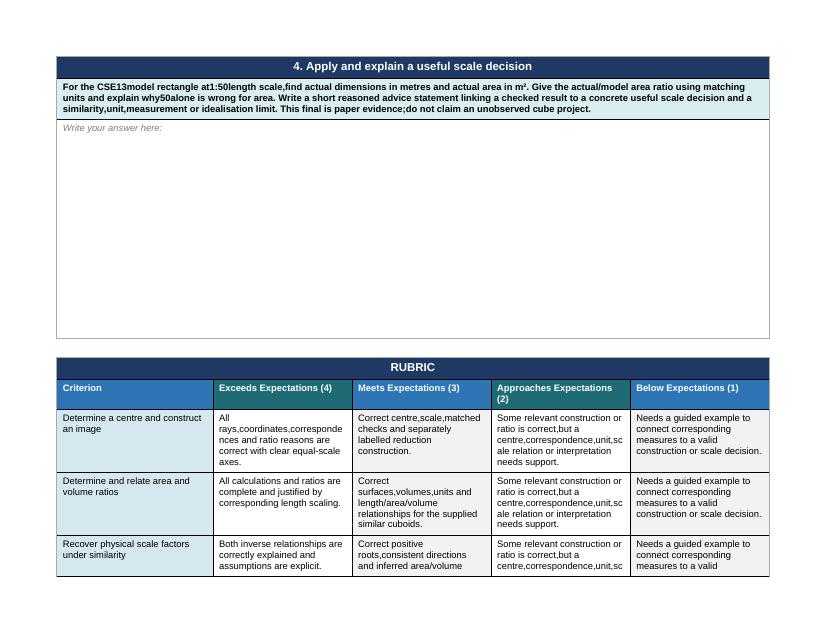 4. Apply and explain a useful scale decision
For the CSE13model rectangle at1:50length scale,find actual dimensions in metres and actual area in m². Give the actual/model area ratio using matching
units and explain why50alone is wrong for area. Write a short reasoned advice statement linking a checked result to a concrete useful scale decision and a
similarity,unit,measurement or idealisation limit. This final is paper evidence;do not claim an unobserved cube project.
Write your answer here:
RUBRIC
Criterion
Exceeds Expectations (4)
Meets Expectations (3)
Approaches Expectations
(2)
Below Expectations (1)
Determine a centre and construct
an image
All
rays,coordinates,corresponde
nces and ratio reasons are
correct with clear equal-scale
axes.
Correct centre,scale,matched
checks and separately
labelled reduction
construction.
Some relevant construction or
ratio is correct,but a
centre,correspondence,unit,sc
ale relation or interpretation
needs support.
Needs a guided example to
connect corresponding
measures to a valid
construction or scale decision.
Determine and relate area and
volume ratios
All calculations and ratios are
complete and justified by
corresponding length scaling.
Correct
surfaces,volumes,units and
length/area/volume
relationships for the supplied
similar cuboids.
Some relevant construction or
ratio is correct,but a
centre,correspondence,unit,sc
ale relation or interpretation
needs support.
Needs a guided example to
connect corresponding
measures to a valid
construction or scale decision.
Recover physical scale factors
under similarity
Both inverse relationships are
correctly explained and
assumptions are explicit.
Correct positive
roots,consistent directions
and inferred area/volume
Some relevant construction or
ratio is correct,but a
centre,correspondence,unit,sc
Needs a guided example to
connect corresponding
measures to a valid